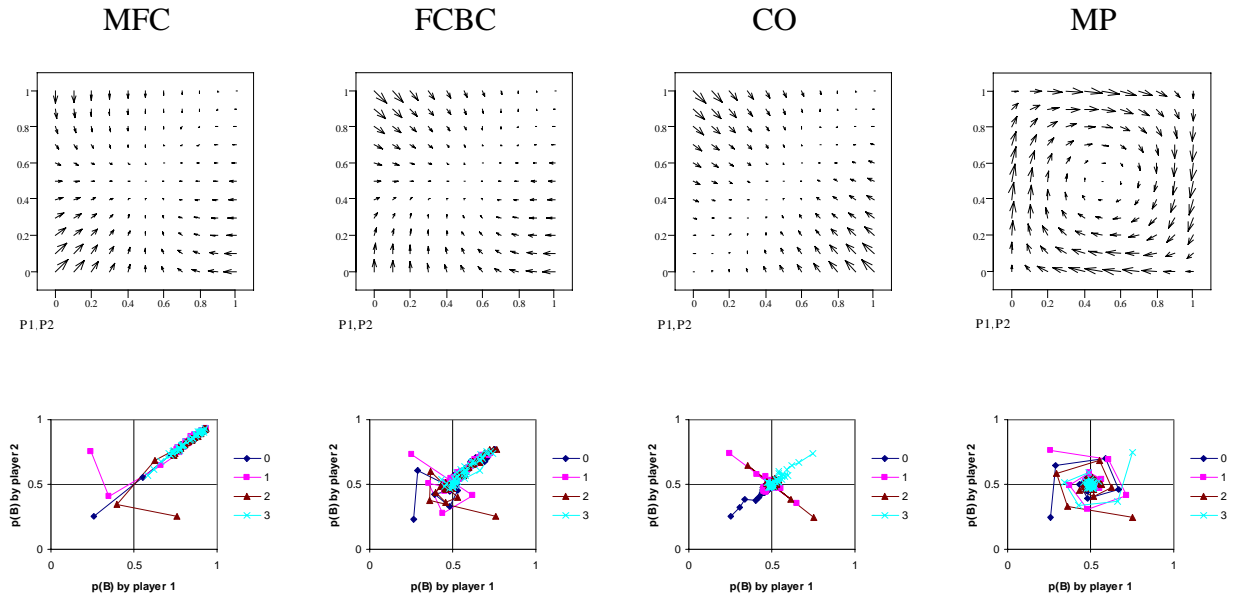 MFC FCBC CO MP
1 1 1 1
0.8 0.8 0.8 0.8
0.6 0.6 0.6 0.6
0.4 0.4 0.4 0.4
0.2 0.2 0.2 0.2
0 0 0 0
0 0.2 0.4 0.6 0.8 1 0 0.2 0.4 0.6 0.8 1 0 0.2 0.4 0.6 0.8 1 0 0.2 0.4 0.6 0.8 1
P1,P2 P1,P2 P1,P2 P1,P2
p(B) by player 2
1
0.5
0
0 0.5 1
p(B) by player 1
0
1
2
3
p(B) by player 2
1
0.5
0
0 0.5 1
p(B) by player 1
0
1
2
3
p(B) by player 2
1
0.5
0
0 0.5 1
p(B) by player 1
0
1
2
3
p(B) by player 2
1
0.5
0
0 0.5 1
p(B) by player 1
0
1
2
3